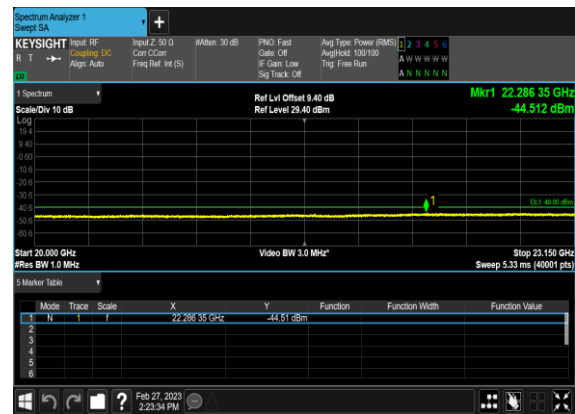 Spectrum Analyzer 1
Swept SA
KEYSIGHT Input: RF Input Z: 50 Ω #Atten: 30 dB PNO: Fast Avg Type: Power (RMS) 1 2 3 4 5 6
R T Coupling: DC Corr CCorr Gate: Off Avg|Hold: 100/100 A W W W W W
Align: Auto Freq Ref: Int (S) IF Gain: Low Trig: Free Run
Sig Track: Off A N N N N N
LW
1 Spectrum Ref Lvl Offset 9.40 dB Mkr1 22.286 35 GHz
Scale/Div 10 dB Ref Level 29.40 dBm -44.512 dBm
Log
19.4
9.40
-0.60
-10.6
-20.6
-30.6
-40.6
-50.6
-60.6
1
DL1 -40.00 dBm
Start 20.000 GHz Video BW 3.0 MHz* Stop 23.150 GHz
#Res BW 1.0 MHz Sweep 5.33 ms (40001 pts)
5 Marker Table
Mode Trace Scale X Y Function Function Width Function Value
1 N 1 f 22.286 35 GHz -44.51 dBm
2
3
4
5
6
? Feb 27, 2023
2:23:34 PM